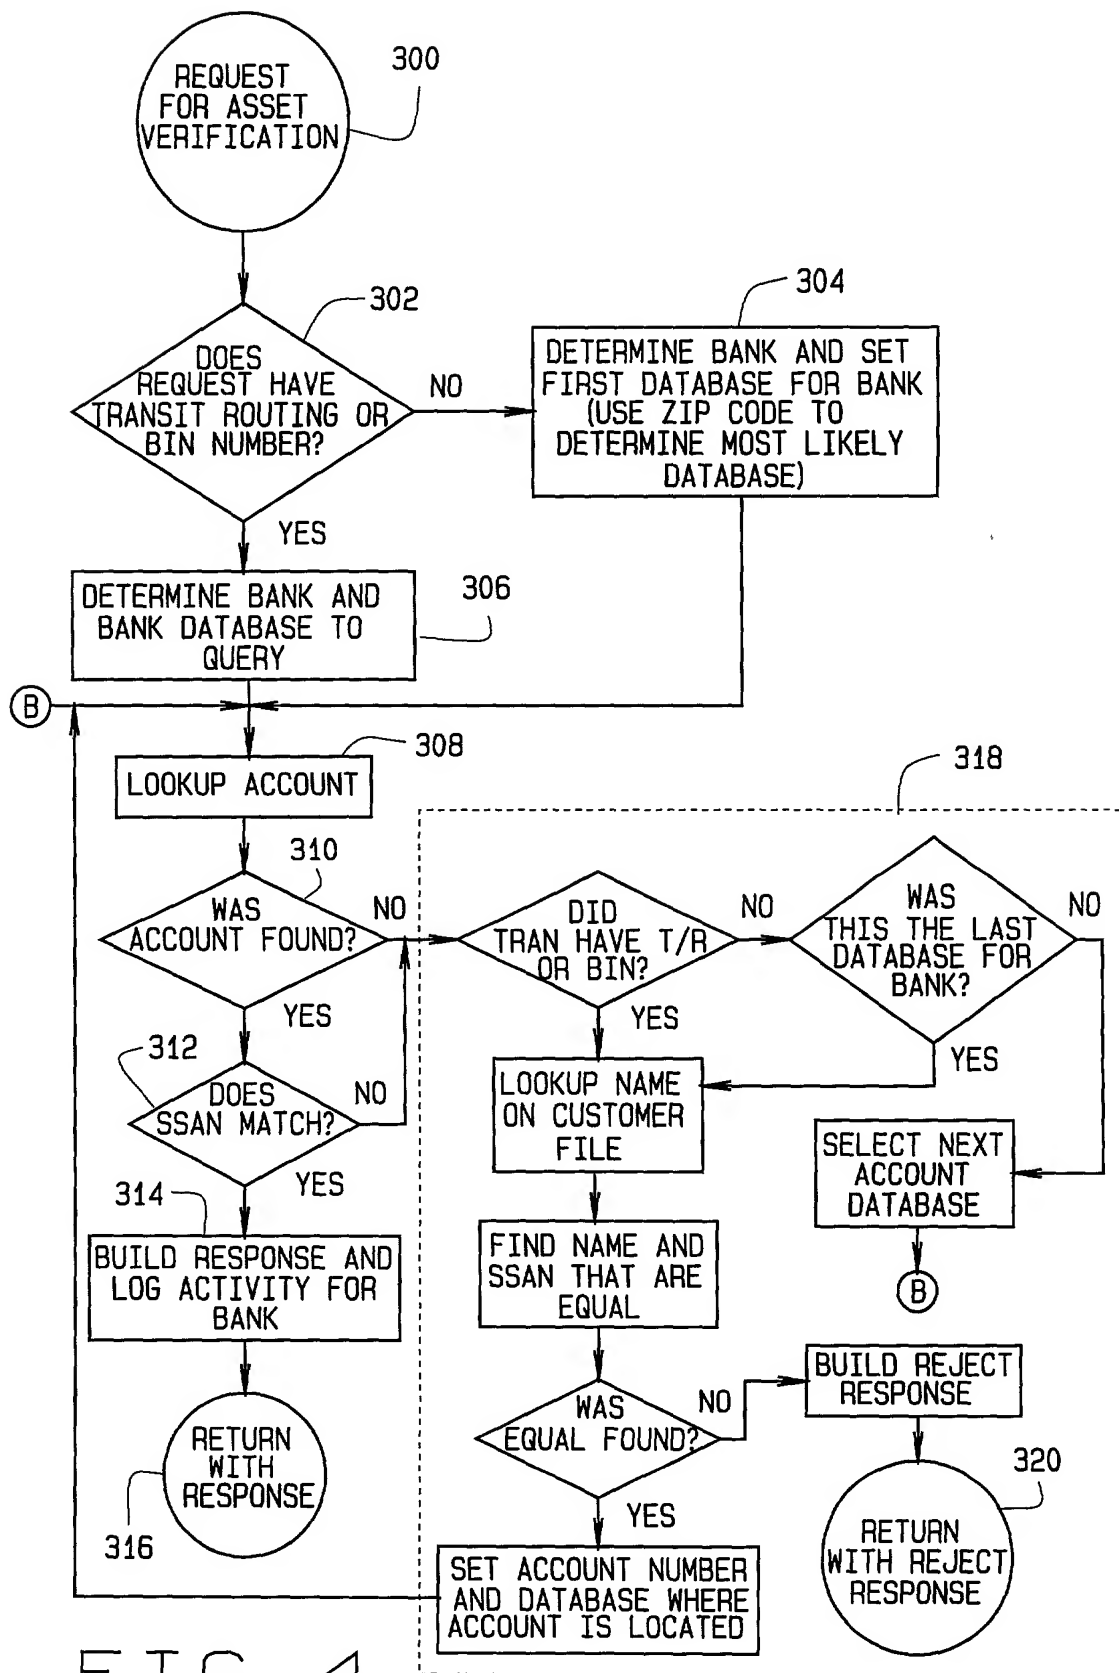 REQUEST
FOR ASSET
VERIFICATION
300
302
DOES
REQUEST HAVE
TRANSIT ROUTING OR
BIN NUMBER?
NO
304
DETERMINE BANK AND SET
FIRST DATABASE FOR BANK
(USE ZIP CODE TO
DETERMINE MOST LIKELY
DATABASE)
YES
DETERMINE BANK AND
BANK DATABASE TO
QUERY
306
B
308
LOOKUP ACCOUNT
318
310
WAS
ACCOUNT FOUND?
NO
DID
TRAN HAVE T/R
OR BIN?
NO
WAS
THIS THE LAST
DATABASE FOR
BANK?
NO
YES
YES
YES
312
DOES
SSAN MATCH?
NO
LOOKUP NAME
ON CUSTOMER
FILE
SELECT NEXT
ACCOUNT
DATABASE
YES
314
BUILD RESPONSE AND
LOG ACTIVITY FOR
BANK
FIND NAME AND
SSAN THAT ARE
EQUAL
B
BUILD REJECT
RESPONSE
WAS
EQUAL FOUND?
NO
RETURN
WITH
RESPONSE
316
320
YES
RETURN
WITH REJECT
RESPONSE
SET ACCOUNT NUMBER
AND DATABASE WHERE
ACCOUNT IS LOCATED
FIG. 4